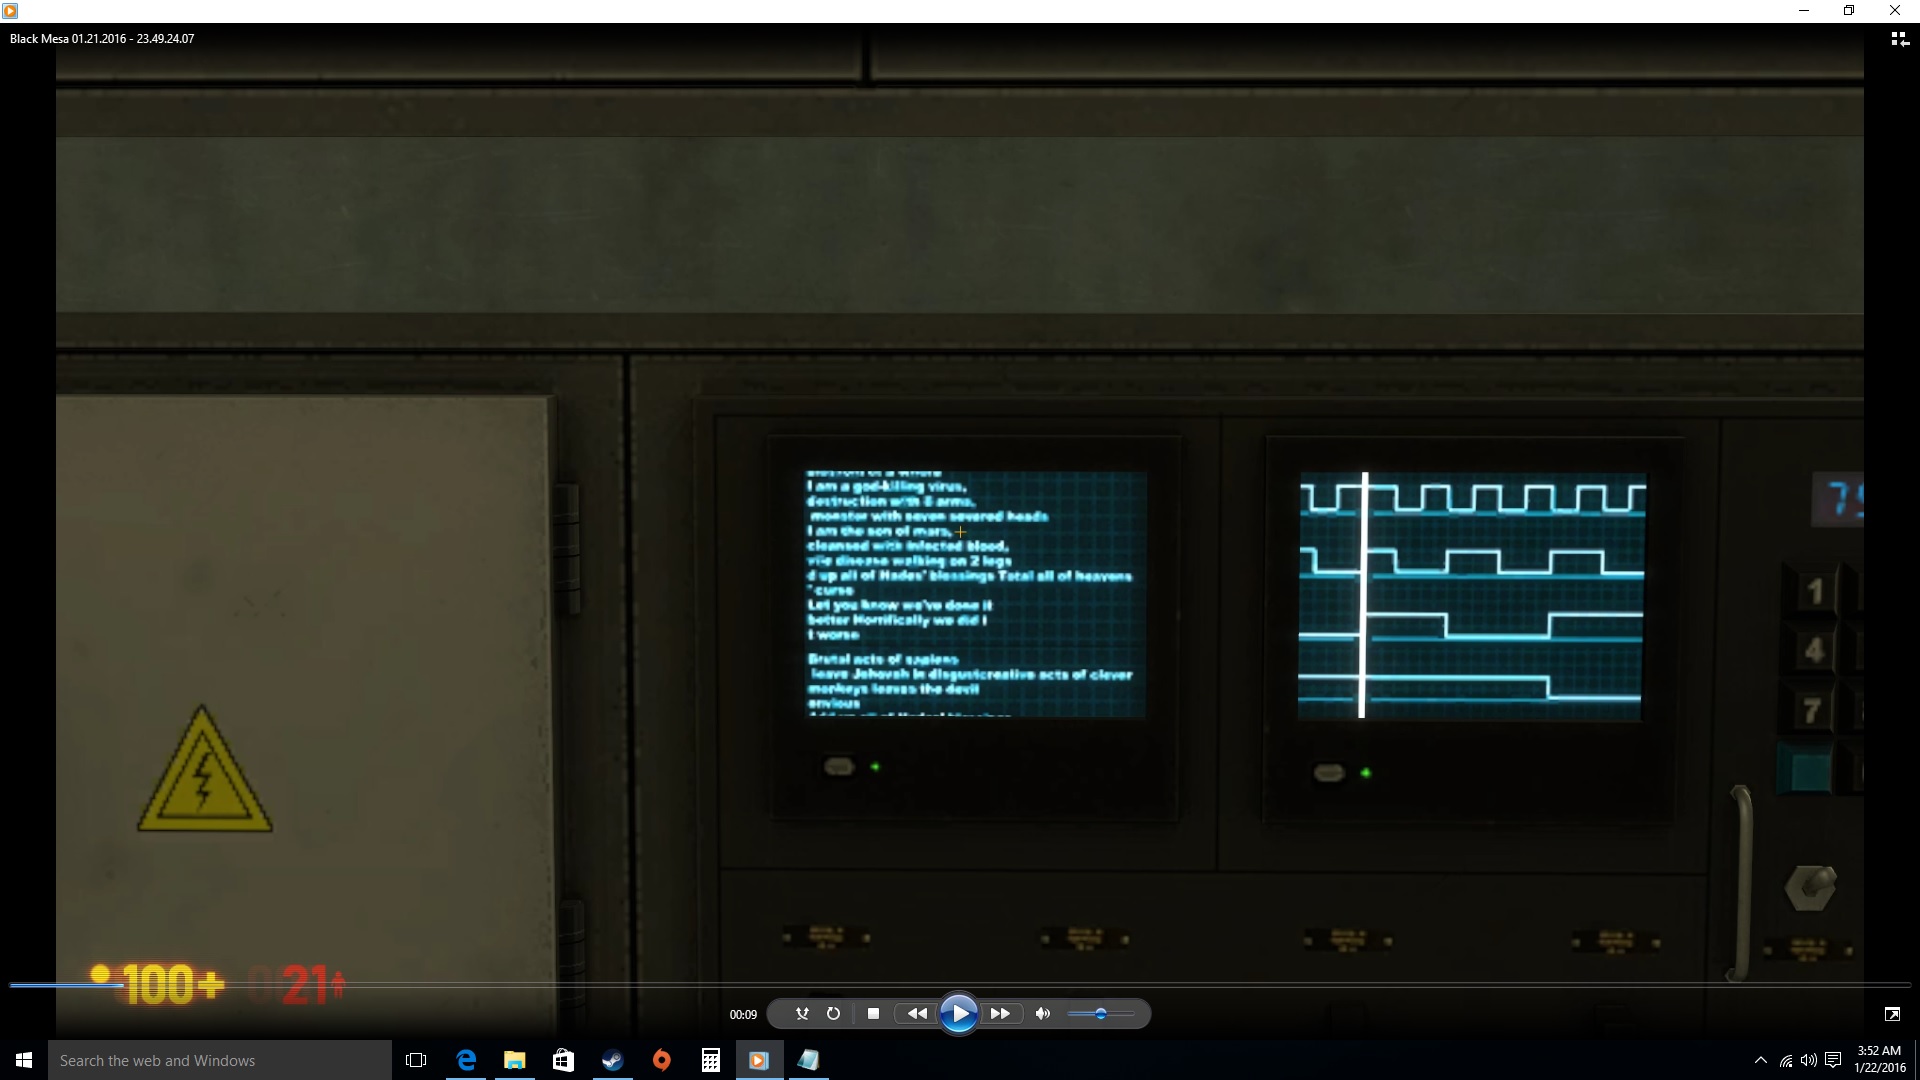 Black Mesa 01.21.2016 - 23.49.24.07
I am a god-killing virus,
destruction with 8 arms,
monster with seven severed heads
I am the son of mars,
cleansed with infected blood,
vile disease walking on 2 legs
d up all of Hades' blessings Total all of heavens
' curse
Let you know we've done it
better Horrifically we did i
t worse
Brutal acts of sapiens
leave Jehovah in disgustcreative acts of clever
monkeys leaves the devil
envious
1
4
7
100+
21
00:09
Search the web and Windows
3:52 AM
1/22/2016